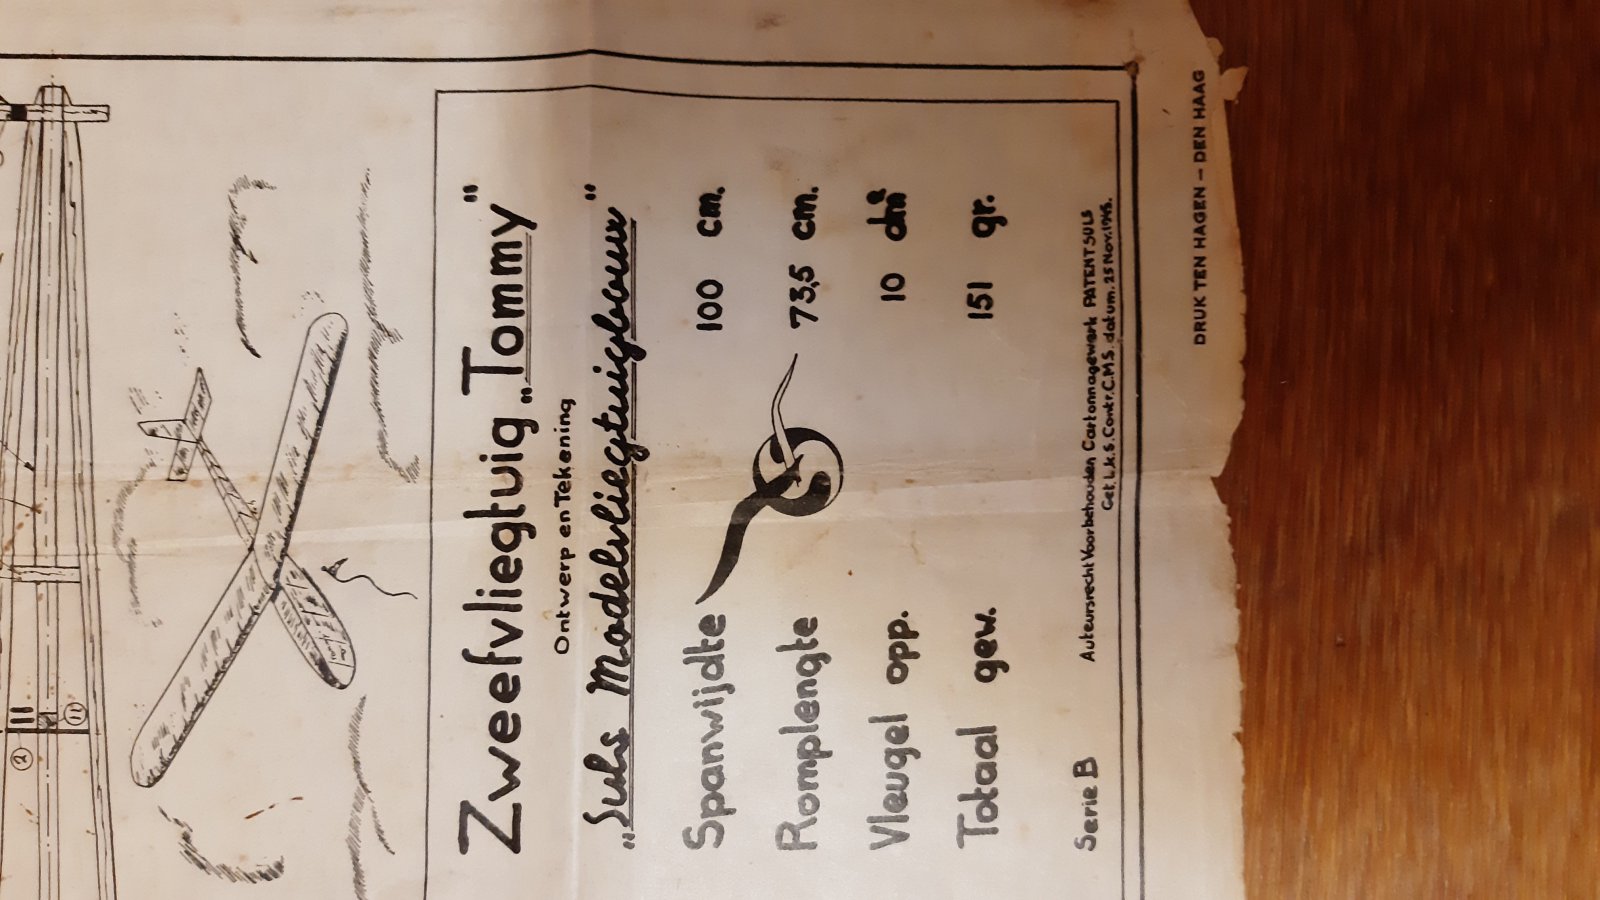 Zweefvliegtuig „Tommy"
Ontwerp en Tekening
„Suls Modelvliegtuigbouw"
Spanwijdte 100 cm.
Romplengte 73,5 cm.
Vleugel opp. 10 dm²
Totaal gew. 151 gr.
Serie B Auteursrecht Voorbehouden Cartonnagewerk PATENT SULS
Get. L.k.S. Contr. C.M.S. datum. 25 Nov. 1945.
DRUK TEN HAGEN – DEN HAAG
2
11